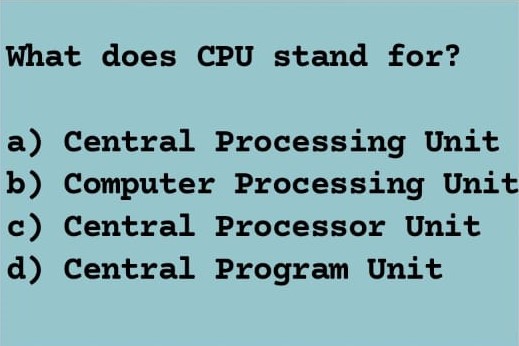 What does CPU stand for?
a) Central Processing Unit
b) Computer Processing Unit
c) Central Processor Unit
d) Central Program Unit